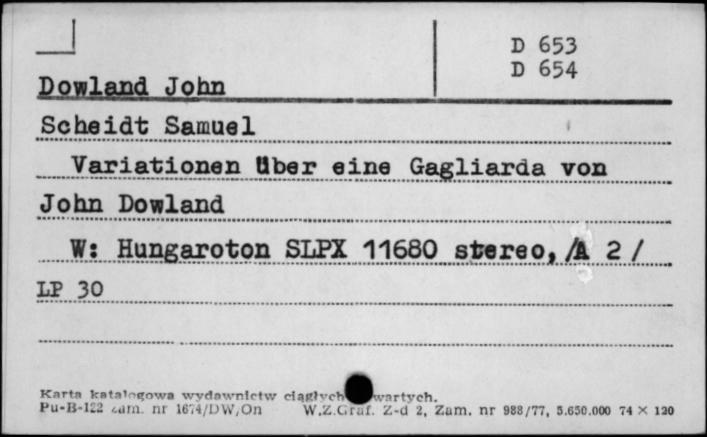 D 653
D 654
Dowland John
Scheidt Samuel
Variationen über eine Gagliarda von
John Dowland
W: Hungaroton SLPX 11680 stereo, /A 2 /
LP 30
Karta katalogowa wydawnictw ciągłych wartych.
Pu-B-122 zam. nr 1674/DW/On W.Z.Graf. Z-d 2, Zam. nr 988/77, 5.650.000 74 × 120